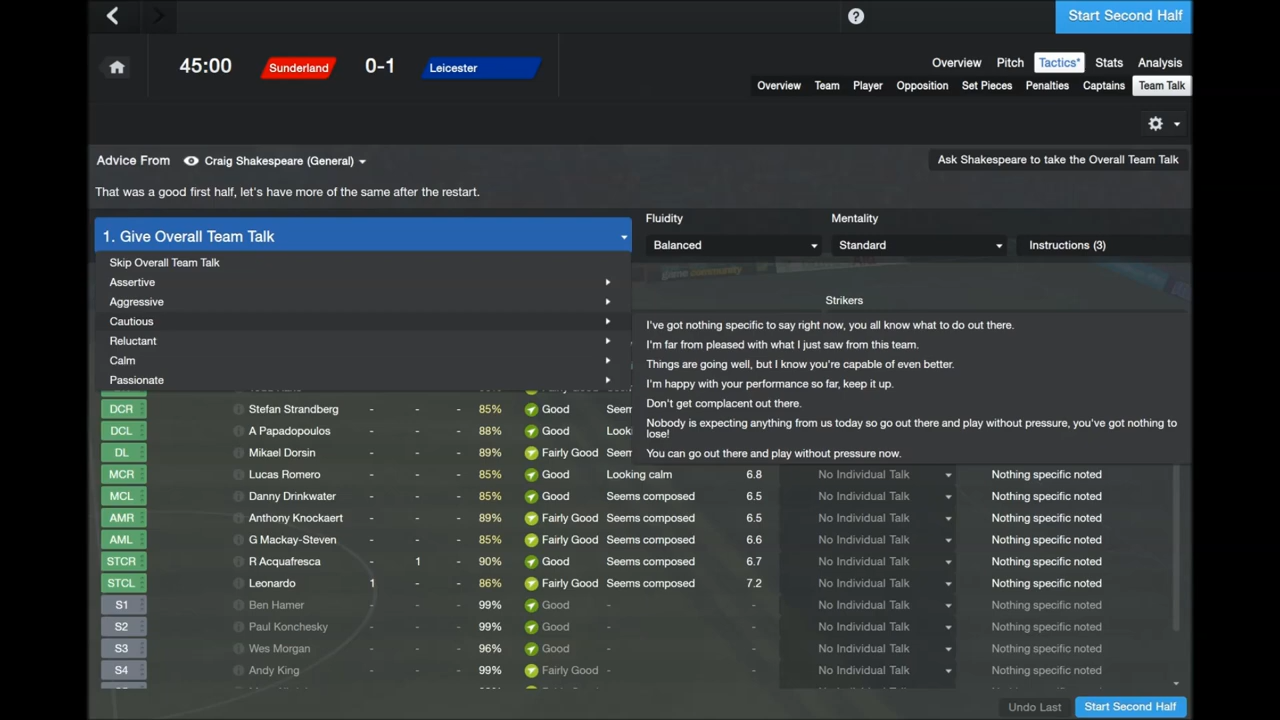 Start Second Half
45:00 Sunderland 0-1 Leicester
Overview Pitch Tactics* Stats Analysis
Overview Team Player Opposition Set Pieces Penalties Captains Team Talk
Advice From Craig Shakespeare (General)
Ask Shakespeare to take the Overall Team Talk
That was a good first half, let's have more of the same after the restart.
1. Give Overall Team Talk
Fluidity
Balanced
Mentality
Standard
Instructions (3)
Skip Overall Team Talk
Assertive
Aggressive
Cautious
Reluctant
Calm
Passionate
Strikers
I've got nothing specific to say right now, you all know what to do out there.
I'm far from pleased with what I just saw from this team.
Things are going well, but I know you're capable of even better.
I'm happy with your performance so far, keep it up.
Don't get complacent out there.
Nobody is expecting anything from us today so go out there and play without pressure, you've got nothing to
lose!
You can go out there and play without pressure now.
DCR Stefan Strandberg - - - 85% Good Seem
DCL A Papadopoulos - - - 88% Good Looki
DL Mikael Dorsin - - - 89% Fairly Good Seem
MCR Lucas Romero - - - 85% Good Looking calm 6.8 No Individual Talk Nothing specific noted
MCL Danny Drinkwater - - - 85% Good Seems composed 6.5 No Individual Talk Nothing specific noted
AMR Anthony Knockaert - - - 89% Fairly Good Seems composed 6.5 No Individual Talk Nothing specific noted
AML G Mackay-Steven - - - 85% Fairly Good Seems composed 6.6 No Individual Talk Nothing specific noted
STCR R Acquafresca - 1 - 90% Good Seems composed 6.7 No Individual Talk Nothing specific noted
STCL Leonardo 1 - - 86% Fairly Good Seems composed 7.2 No Individual Talk Nothing specific noted
S1 Ben Hamer - - - 99% Good - - No Individual Talk Nothing specific noted
S2 Paul Konchesky - - - 99% Good - - No Individual Talk Nothing specific noted
S3 Wes Morgan - - - 96% Good - - No Individual Talk Nothing specific noted
S4 Andy King - - - 99% Fairly Good - - No Individual Talk Nothing specific noted
Undo Last Start Second Half